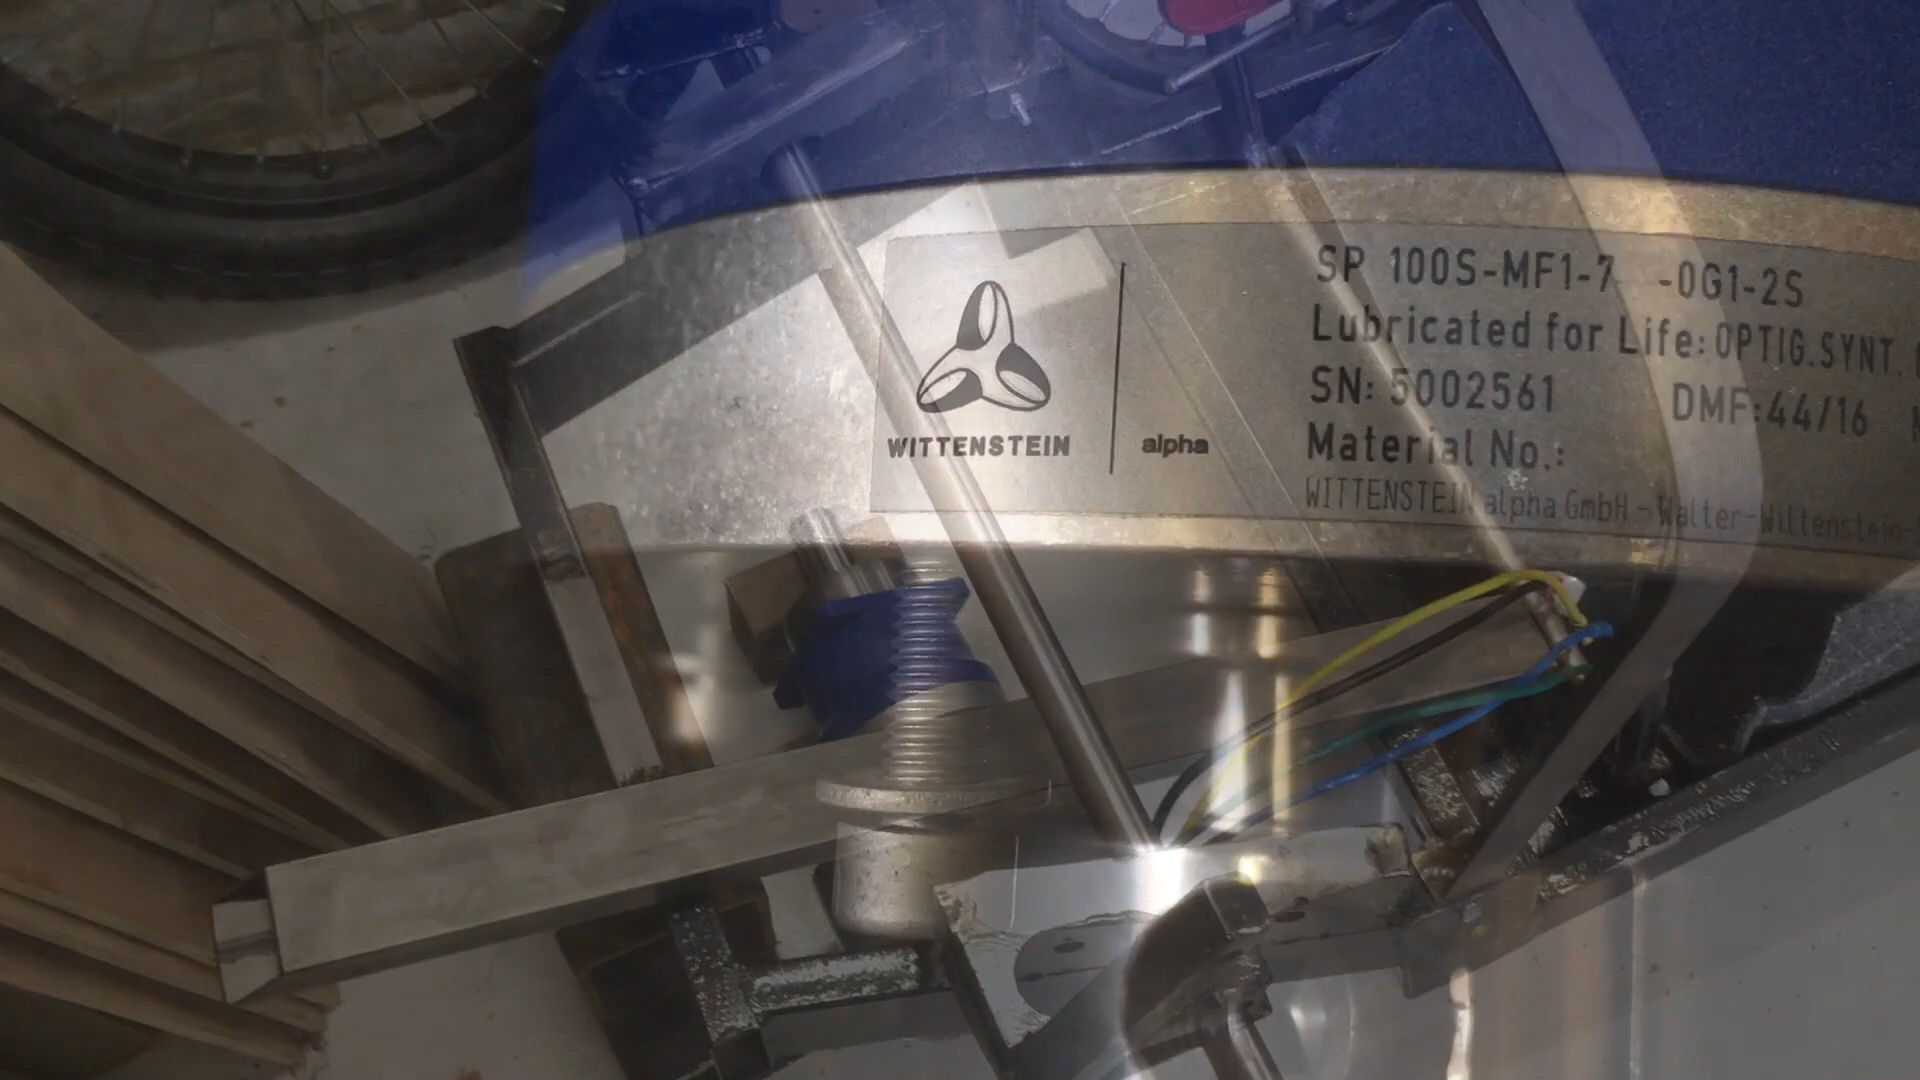 SP 100S-MF1-7 -0G1-2S
Lubricated for Life: OPTIG.SYNT.
SN: 5002561 DMF:44/16
Material No.:
WITTENSTEIN alpha GmbH - Walter-Wittenstein-
WITTENSTEIN alpha